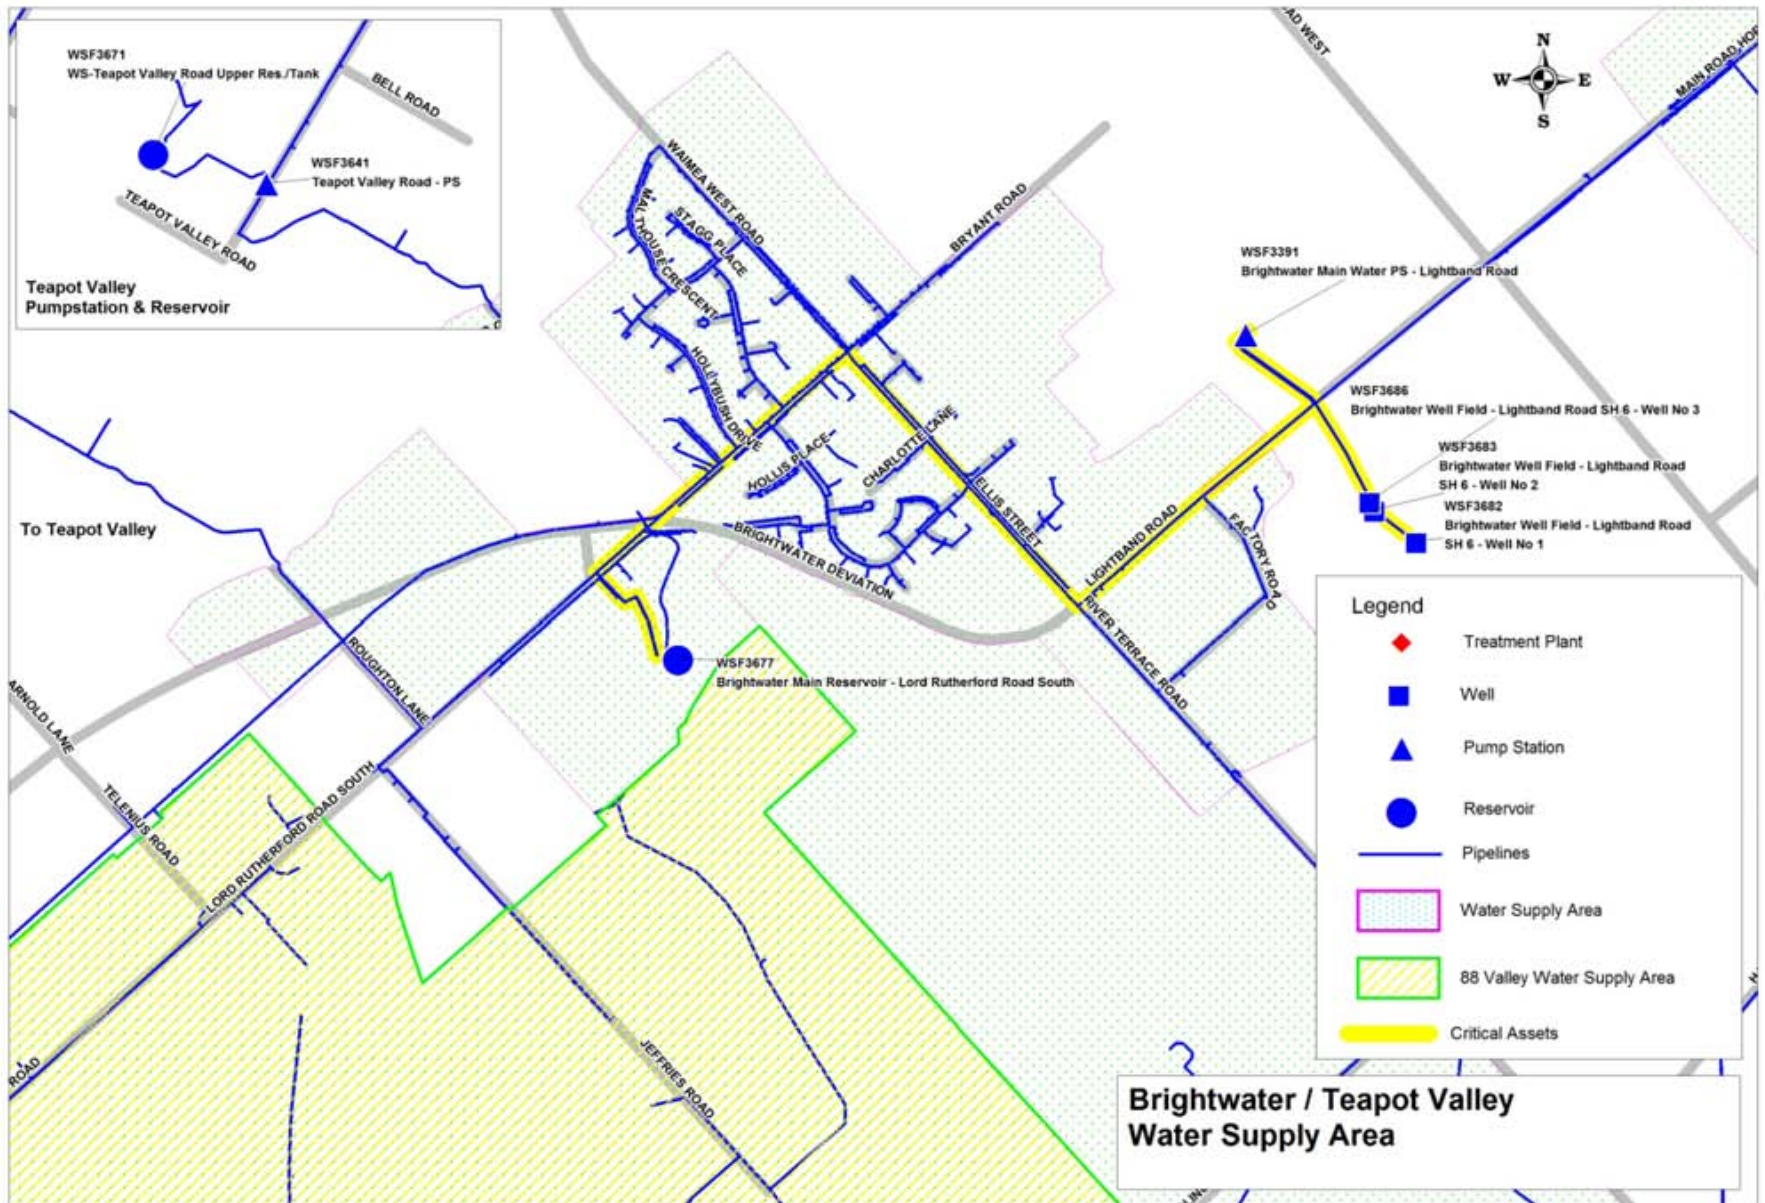 WSF3671
WS-Teapot Valley Road Upper Res./Tank
BELL ROAD
WSF3641
Teapot Valley Road - PS
TEAPOT VALLEY ROAD
Teapot Valley
Pumpstation & Reservoir
N
W E
S
AD WEST
MAIN ROAD HOP
WAIMEA WEST ROAD
MALTHOUSE CRESCENT
STAGG PLACE
BRYANT ROAD
WSF3391
Brightwater Main Water PS - Lightband Road
HOLLYBUSH DRIVE
HOLLIS PLACE
CHARLOTTE LANE
ELLIS STREET
WSF3686
Brightwater Well Field - Lightband Road SH 6 - Well No 3
WSF3683
Brightwater Well Field - Lightband Road
SH 6 - Well No 2
WSF3682
Brightwater Well Field - Lightband Road
SH 6 - Well No 1
To Teapot Valley
BRIGHTWATER DEVIATION
LIGHTBAND ROAD
FACTORY ROAD
RIVER TERRACE ROAD
WSF3677
Brightwater Main Reservoir - Lord Rutherford Road South
ROUGHTON LANE
ARNOLD LANE
TELENIUS ROAD
LORD RUTHERFORD ROAD SOUTH
JEFFRIES ROAD
ROAD
Legend
Treatment Plant
Well
Pump Station
Reservoir
Pipelines
Water Supply Area
88 Valley Water Supply Area
Critical Assets
Brightwater / Teapot Valley
Water Supply Area